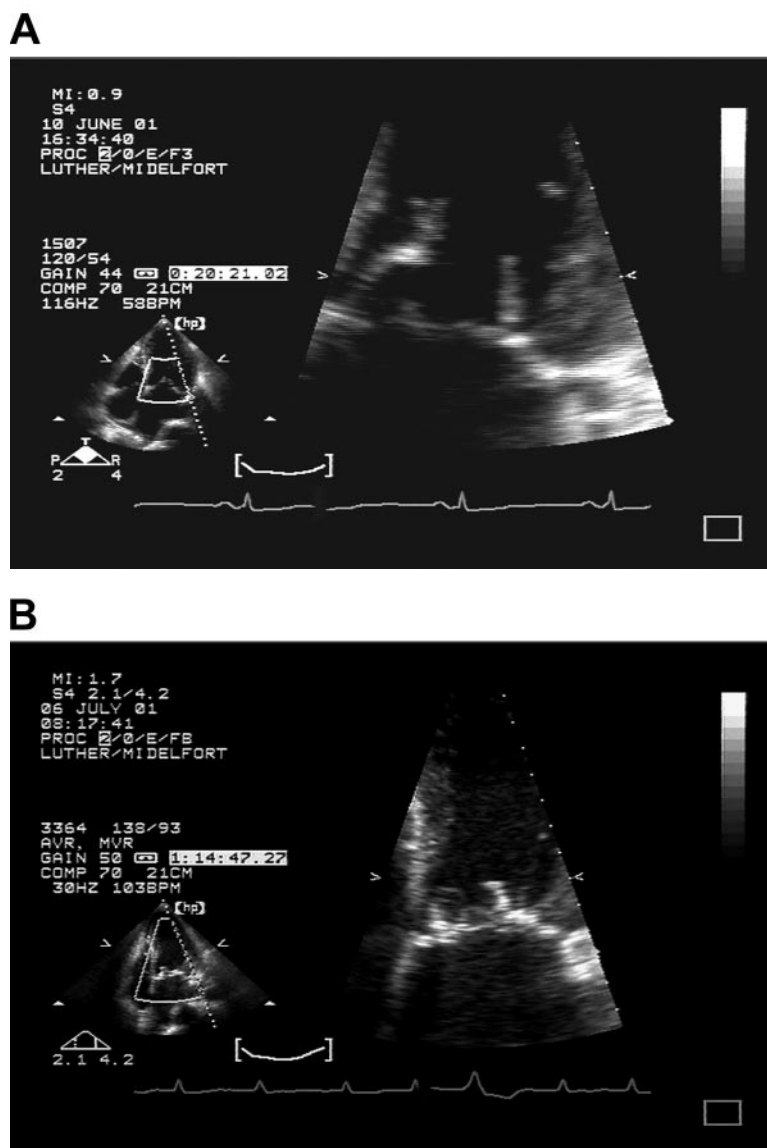 A
MI:0.9
S4
10 JUNE 01
16:34:40
PROC 2/0/E/F3
LUTHER/MIDELFORT
1507
120/54
GAIN 44 0:20:21.02
COMP 70 21CM
116HZ 58BPM
[hp]
T
P R
2 4
B
MI:1.7
S4 2.1/4.2
06 JULY 01
08:17:41
PROC 2/0/E/FB
LUTHER/MIDELFORT
3364 138/93
AVR, MVR
GAIN 50 1:14:47.27
COMP 70 21CM
30HZ 103BPM
[hp]
2.1 4.2